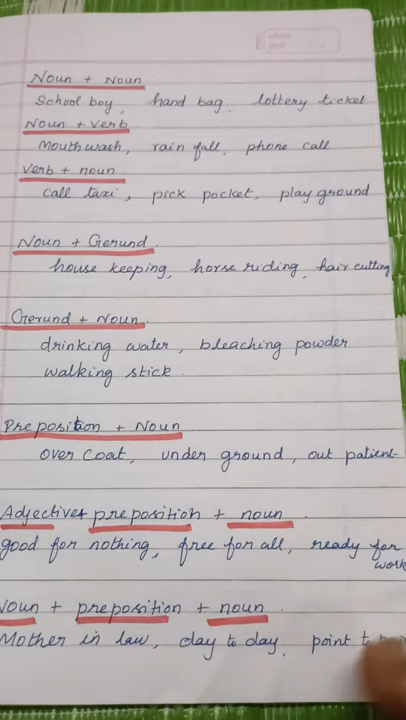 Noun + Noun
School boy, hand bag, lottery ticket
Noun + Verb
Mouth wash, rain fall, phone call
Verb + noun
call taxi, pick pocket, play ground
Noun + Gerund
house keeping, horse riding, hair cutting
Gerund + Noun
drinking water, bleaching powder
walking stick
Preposition + Noun
Over coat, under ground, out patient
Adjective + preposition + noun
good for nothing, free for all, ready for
work
Noun + preposition + noun
Mother in law, day to day, point to